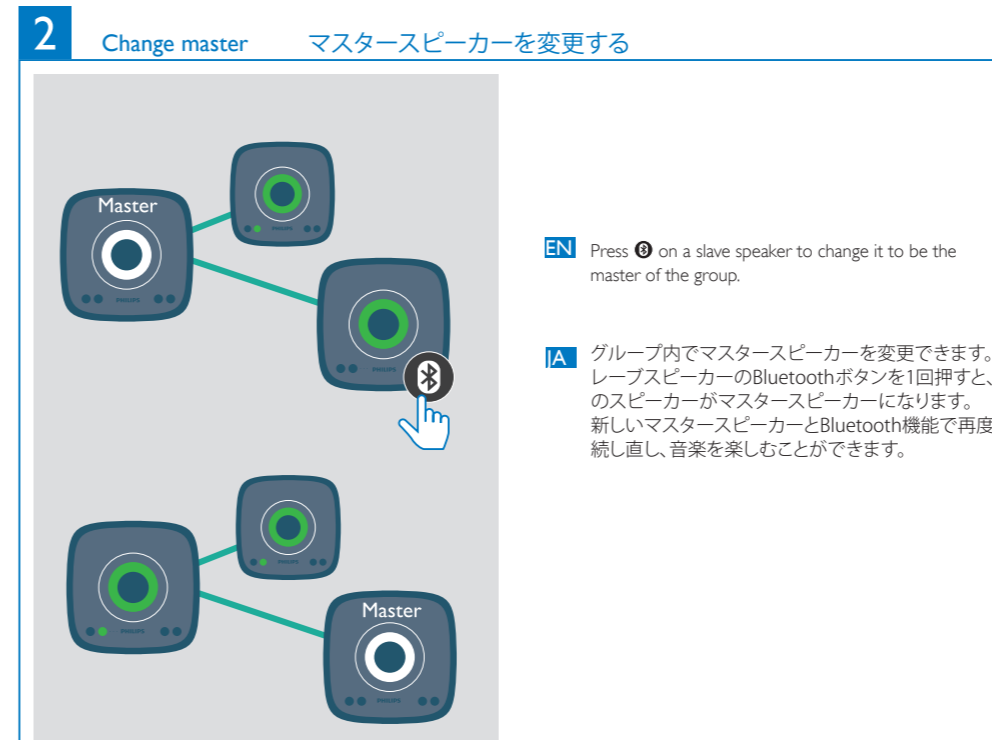 2 Change master マスタースピーカーを変更する
Master
PHILIPS
PHILIPS
PHILIPS
PHILIPS
PHILIPS
Master
PHILIPS
EN Press on a slave speaker to change it to be the
master of the group.
JA グループ内でマスタースピーカーを変更できます。
レーブスピーカーのBluetoothボタンを1回押すと、
のスピーカーがマスタースピーカーになります。
新しいマスタースピーカーとBluetooth機能で再度
続し直し、音楽を楽しむことができます。